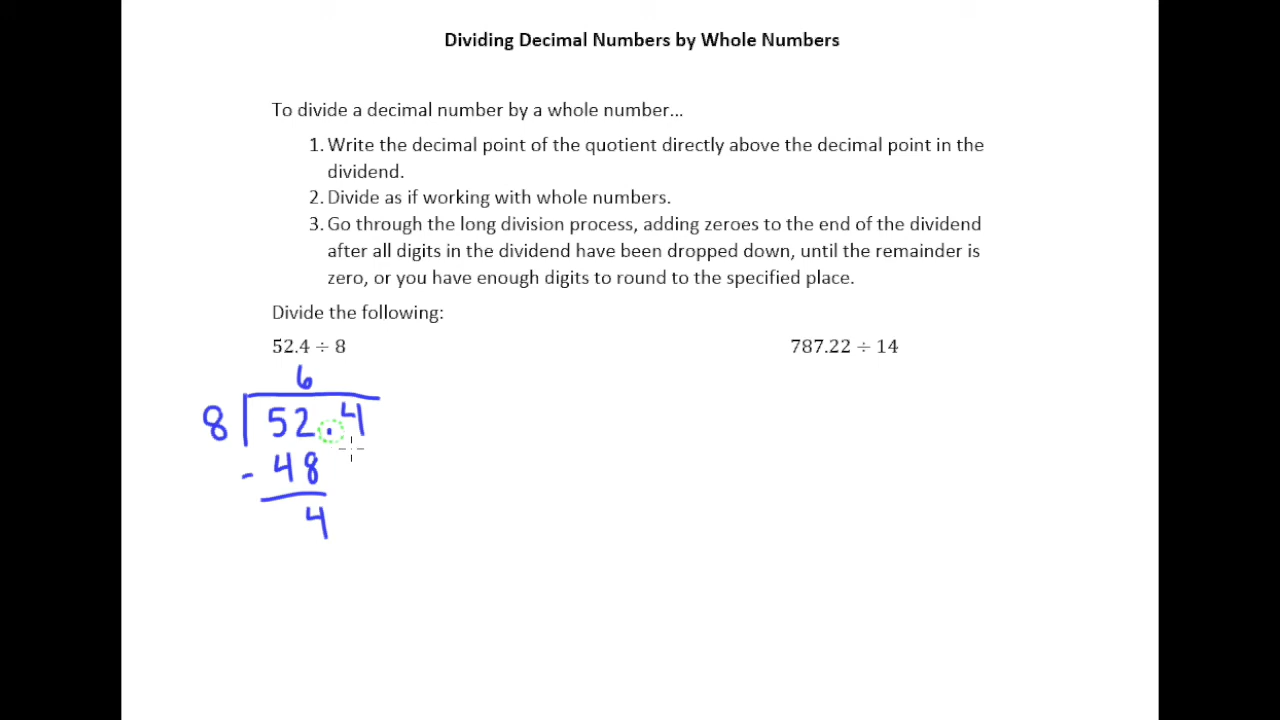 Dividing Decimal Numbers by Whole Numbers
To divide a decimal number by a whole number...
1. Write the decimal point of the quotient directly above the decimal point in the
dividend.
2. Divide as if working with whole numbers.
3. Go through the long division process, adding zeroes to the end of the dividend
after all digits in the dividend have been dropped down, until the remainder is
zero, or you have enough digits to round to the specified place.
Divide the following:
52.4 ÷ 8
787.22 ÷ 14
6
8 52.4
- 48
4